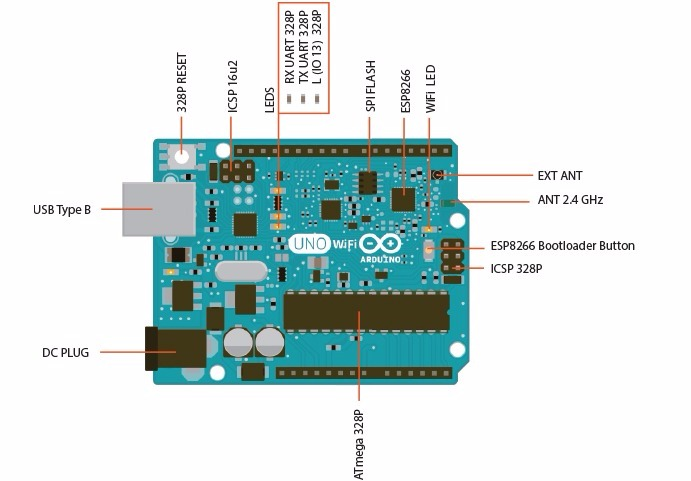 RX UART 328P
TX UART 328P
L (IO 13) 328P
328P RESET
ICSP 16u2
LEDS
SPI FLASH
ESP8266
WiFi LED
EXT ANT
ANT 2.4 GHz
USB Type B
UNO WiFi
ARDUINO
ESP8266 Bootloader Button
ICSP 328P
DC PLUG
ATmega 328P